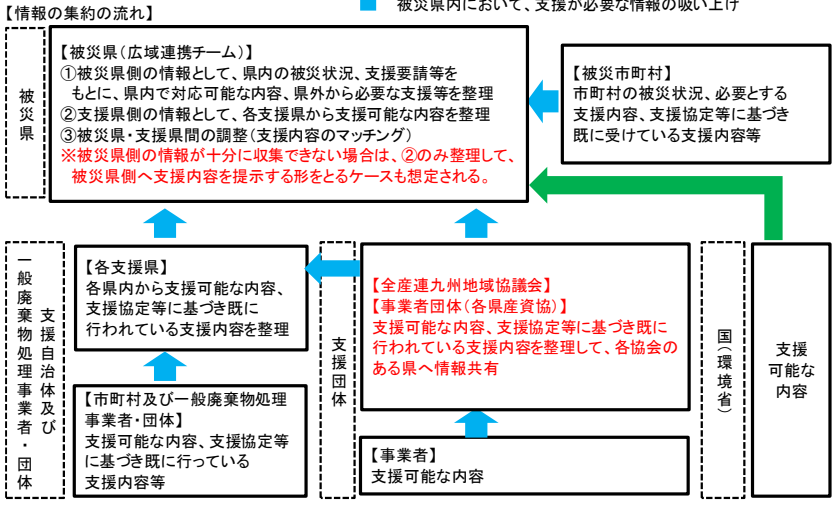 【情報の集約の流れ】
被災県内において、支援が必要な情報の吸い上げ
被災県
【被災県（広域連携チーム）】
①被災県側の情報として、県内の被災状況、支援要請等を
もとに、県内で対応可能な内容、県外から必要な支援等を整理
②支援県側の情報として、各支援県から支援可能な内容を整理
③被災県・支援県間の調整（支援内容のマッチング）
※被災県側の情報が十分に収集できない場合は、②のみ整理して、
被災県側へ支援内容を提示する形をとるケースも想定される。
【被災市町村】
市町村の被災状況、必要とする
支援内容、支援協定等に基づき
既に受けている支援内容等
支援自治体及び
一般廃棄物処理事業者・団体
【各支援県】
各県内から支援可能な内容、
支援協定等に基づき既に
行われている支援内容を整理
【市町村及び一般廃棄物処理
事業者・団体】
支援可能な内容、支援協定等
に基づき既に行っている
支援内容等
支援団体
【全産連九州地域協議会】
【事業者団体（各県産資協）】
支援可能な内容、支援協定等に基づき既に
行われている支援内容を整理して、各協会の
ある県へ情報共有
【事業者】
支援可能な内容
国（環境省）
支援
可能な
内容